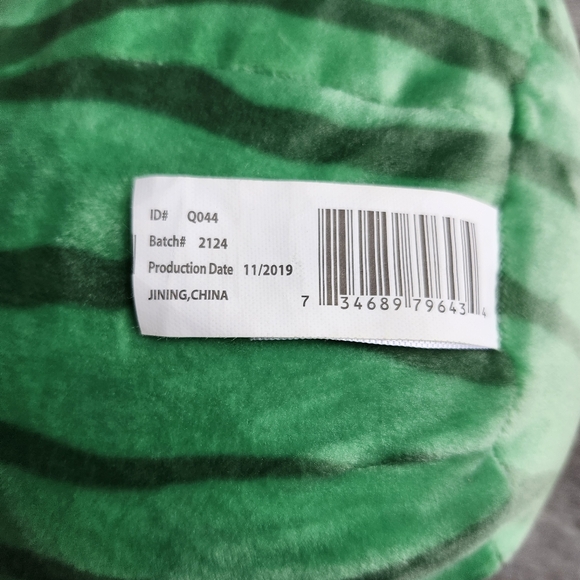 ID# Q044
Batch# 2124
Production Date 11/2019
JINING,CHINA
7 34689 79643 4